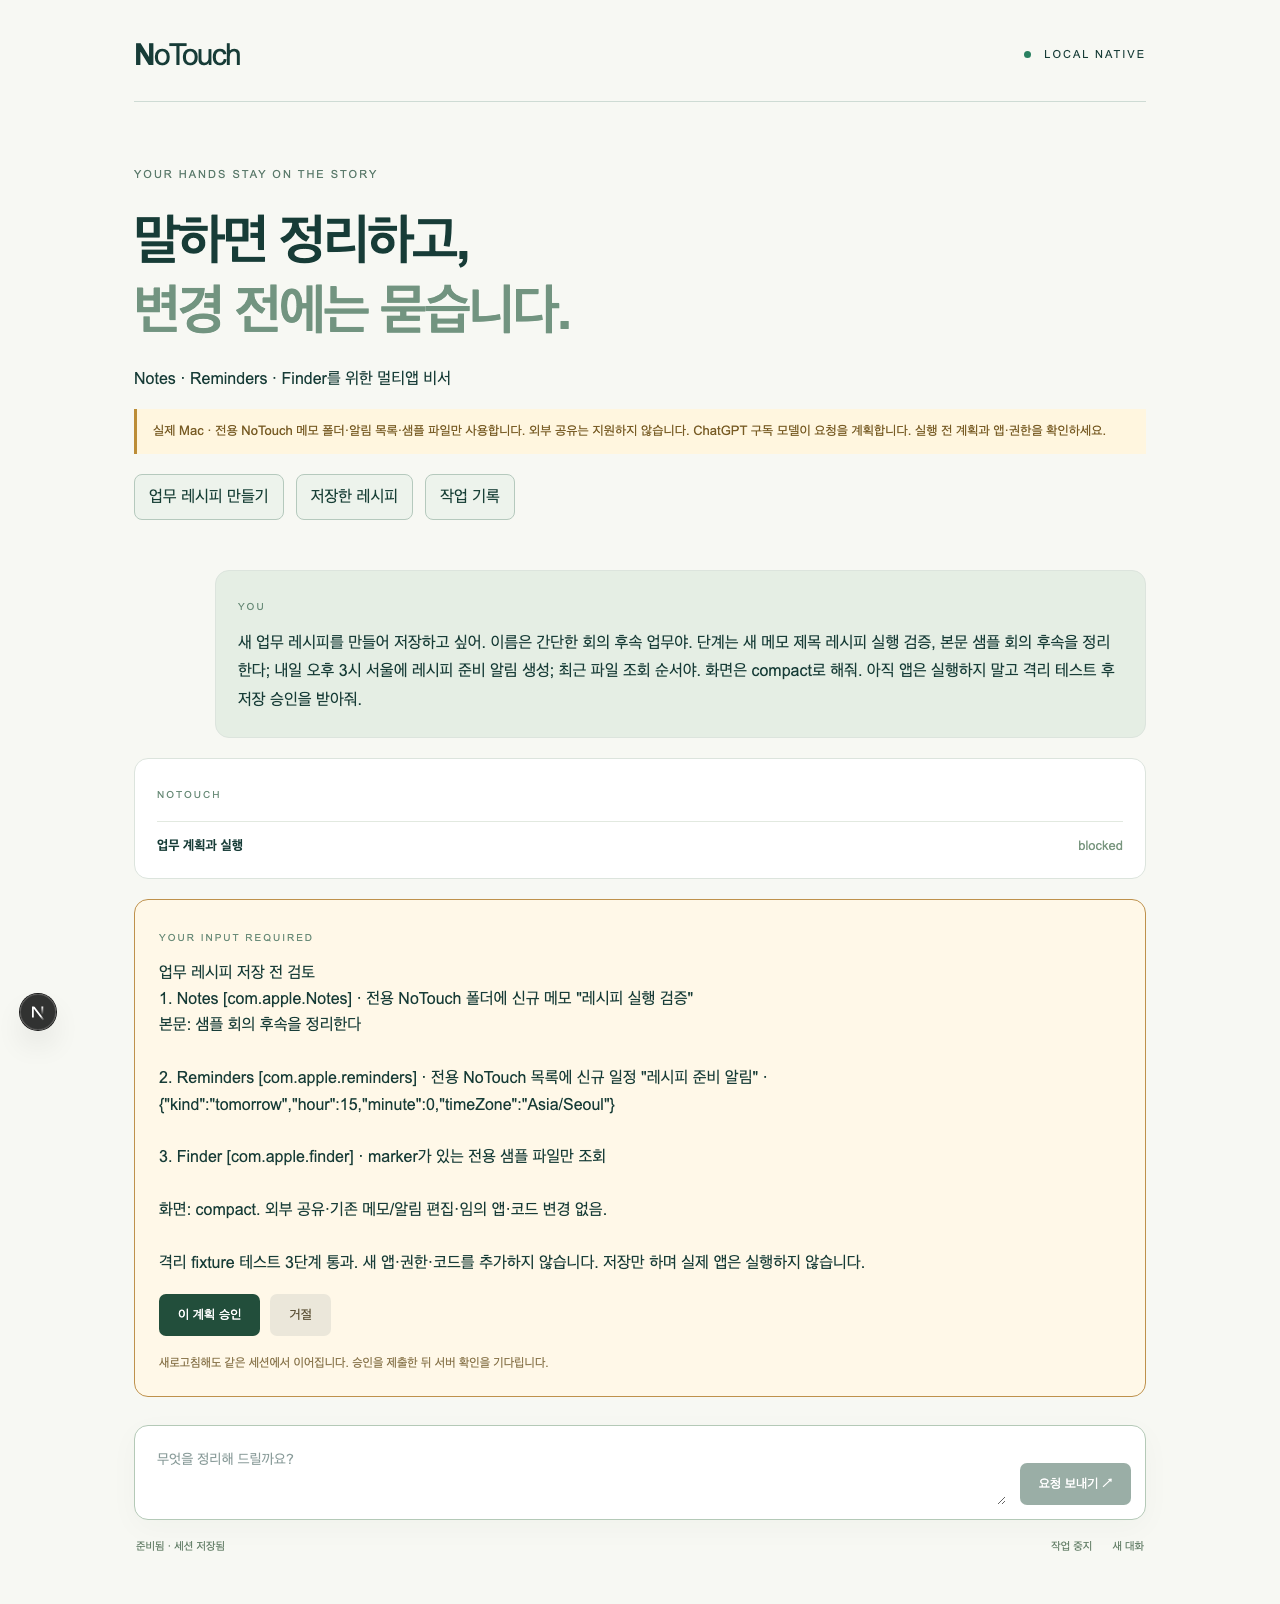 NoTouch
LOCAL NATIVE
YOUR HANDS STAY ON THE STORY
말하면 정리하고,
변경 전에는 묻습니다.
Notes · Reminders · Finder를 위한 멀티앱 비서
실제 Mac · 전용 NoTouch 메모 폴더·알림 목록·샘플 파일만 사용합니다. 외부 공유는 지원하지 않습니다. ChatGPT 구독 모델이 요청을 계획합니다. 실행 전 계획과 앱·권한을 확인하세요.
업무 레시피 만들기
저장한 레시피
작업 기록
YOU
새 업무 레시피를 만들어 저장하고 싶어. 이름은 간단한 회의 후속 업무야. 단계는 새 메모 제목 레시피 실행 검증, 본문 샘플 회의 후속을 정리
한다; 내일 오후 3시 서울에 레시피 준비 알림 생성; 최근 파일 조회 순서야. 화면은 compact로 해줘. 아직 앱은 실행하지 말고 격리 테스트 후
저장 승인을 받아줘.
NOTOUCH
업무 계획과 실행
blocked
YOUR INPUT REQUIRED
업무 레시피 저장 전 검토
1. Notes [com.apple.Notes] · 전용 NoTouch 폴더에 신규 메모 "레시피 실행 검증"
본문: 샘플 회의 후속을 정리한다
2. Reminders [com.apple.reminders] · 전용 NoTouch 목록에 신규 일정 "레시피 준비 알림" ·
{"kind":"tomorrow","hour":15,"minute":0,"timeZone":"Asia/Seoul"}
3. Finder [com.apple.finder] · marker가 있는 전용 샘플 파일만 조회
화면: compact. 외부 공유·기존 메모/알림 편집·임의 앱·코드 변경 없음.
격리 fixture 테스트 3단계 통과. 새 앱·권한·코드를 추가하지 않습니다. 저장만 하며 실제 앱은 실행하지 않습니다.
이 계획 승인
거절
새로고침해도 같은 세션에서 이어집니다. 승인을 제출한 뒤 서버 확인을 기다립니다.
무엇을 정리해 드릴까요?
요청 보내기 ↗
준비됨 · 세션 저장됨
작업 중지
새 대화
N